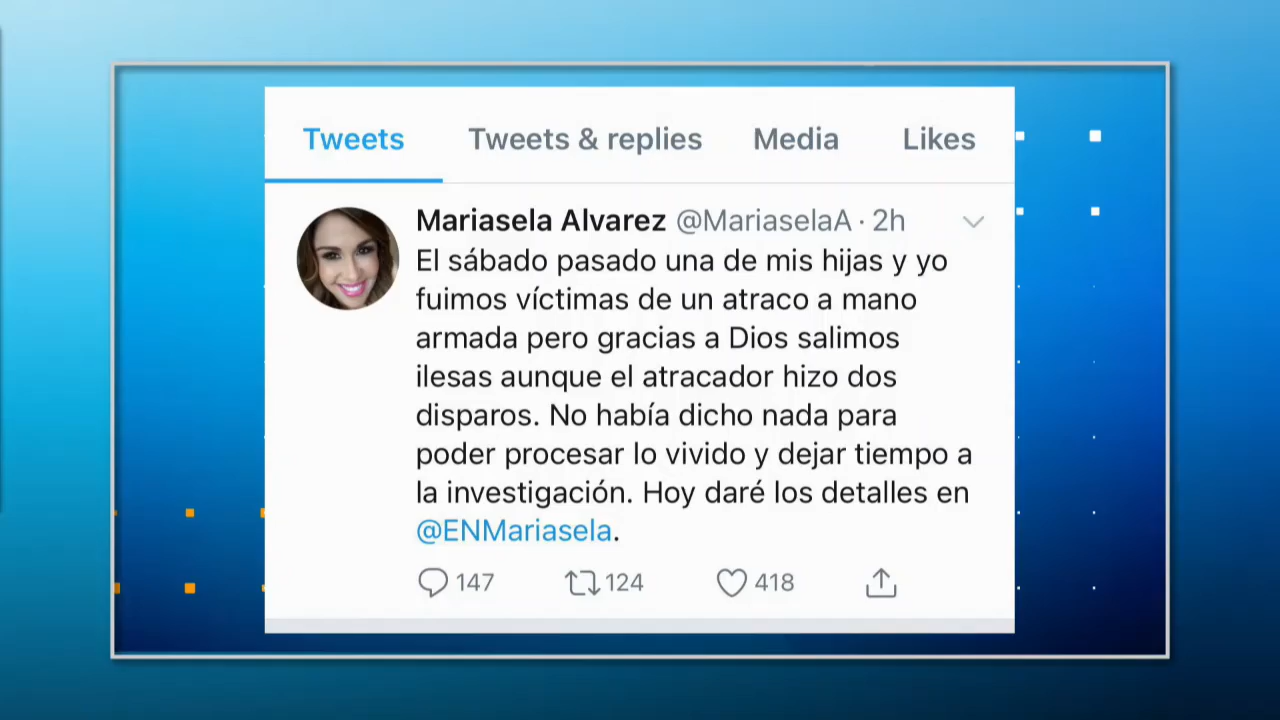 Tweets Tweets & replies Media Likes
Mariasela Alvarez @MariaselaA · 2h
El sábado pasado una de mis hijas y yo
fuimos víctimas de un atraco a mano
armada pero gracias a Dios salimos
ilesas aunque el atracador hizo dos
disparos. No había dicho nada para
poder procesar lo vivido y dejar tiempo a
la investigación. Hoy daré los detalles en
@ENMariasela.
147 124 418